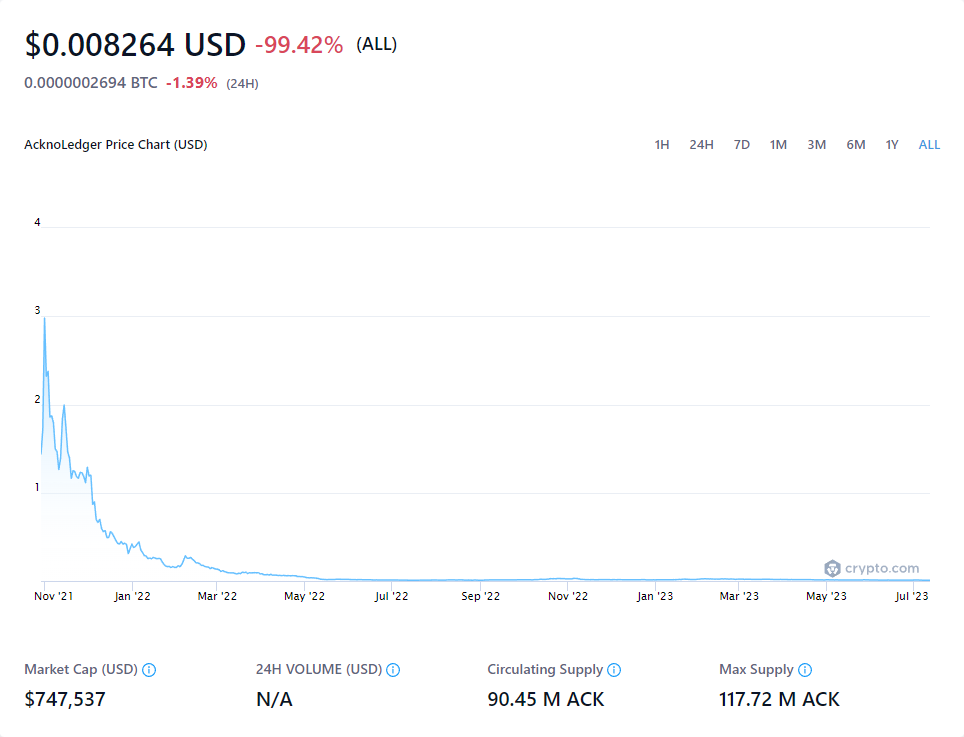 $0.008264 USD -99.42% (ALL)
0.0000002694 BTC -1.39% (24H)
AcknoLedger Price Chart (USD) 1H 24H 7D 1M 3M 6M 1Y ALL
4
3
2
1
crypto.com
Nov '21 Jan '22 Mar '22 May '22 Jul '22 Sep '22 Nov '22 Jan '23 Mar '23 May '23 Jul '23
Market Cap (USD) 24H VOLUME (USD) Circulating Supply Max Supply
$747,537 N/A 90.45 M ACK 117.72 M ACK